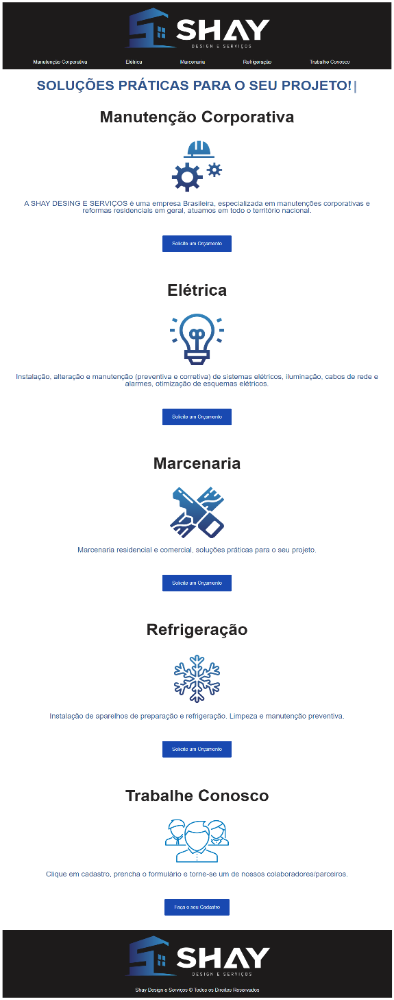 SHAY
DESIGN E SERVIÇOS
Manutenção Corporativa Elétrica Marcenaria Refrigeração Trabalhe Conosco
SOLUÇÕES PRÁTICAS PARA O SEU PROJETO!|
Manutenção Corporativa
A SHAY DESING E SERVIÇOS é uma empresa Brasileira, especializada em manutenções corporativas e
reformas residenciais em geral, atuamos em todo o território nacional.
Solicite um Orçamento
Elétrica
Instalação, alteração e manutenção (preventiva e corretiva) de sistemas elétricos, iluminação, cabos de rede e
alarmes, otimização de esquemas elétricos.
Solicite um Orçamento
Marcenaria
Marcenaria residencial e comercial, soluções práticas para o seu projeto.
Solicite um Orçamento
Refrigeração
Instalação de aparelhos de preparação e refrigeração. Limpeza e manutenção preventiva.
Solicite um Orçamento
Trabalhe Conosco
Clique em cadastro, prencha o formulário e torne-se um de nossos colaboradores/parceiros.
Faça o seu Cadastro
SHAY
DESIGN E SERVIÇOS
Shay Design e Serviços © Todos os Direitos Reservados